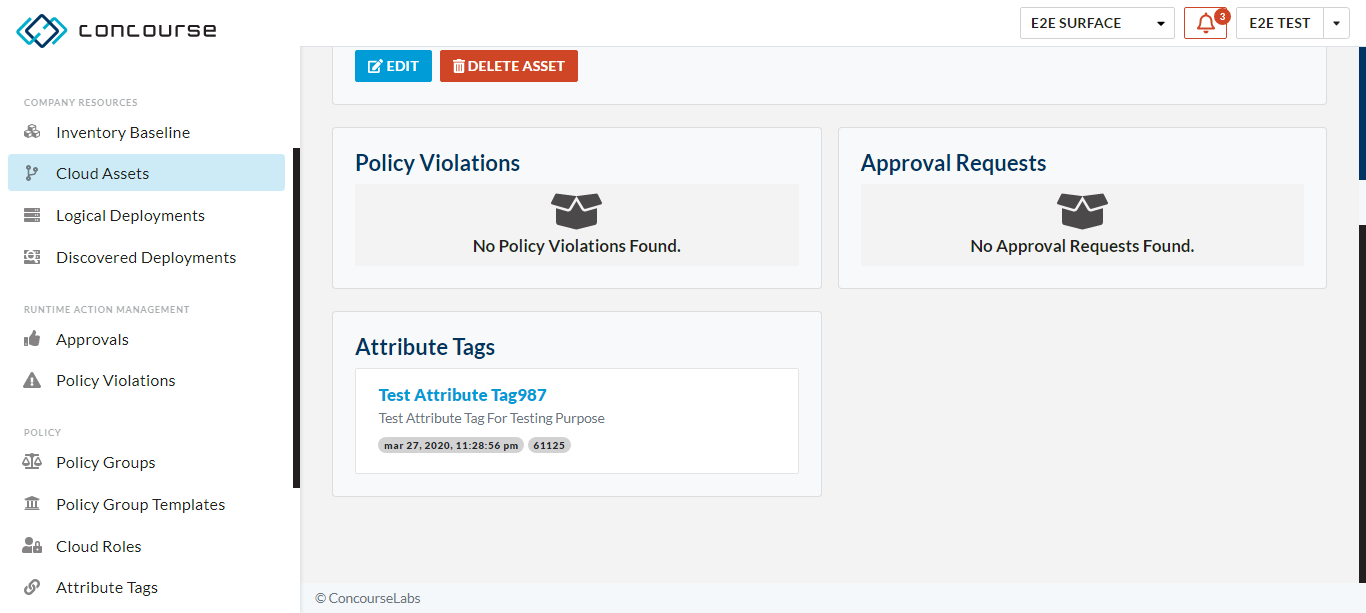 concourse
E2E SURFACE
3
E2E TEST
COMPANY RESOURCES
Inventory Baseline
Cloud Assets
Logical Deployments
Discovered Deployments
RUNTIME ACTION MANAGEMENT
Approvals
Policy Violations
POLICY
Policy Groups
Policy Group Templates
Cloud Roles
Attribute Tags
EDIT
DELETE ASSET
Policy Violations
No Policy Violations Found.
Approval Requests
No Approval Requests Found.
Attribute Tags
Test Attribute Tag987
Test Attribute Tag For Testing Purpose
mar 27, 2020, 11:28:56 pm 61125
© ConcourseLabs